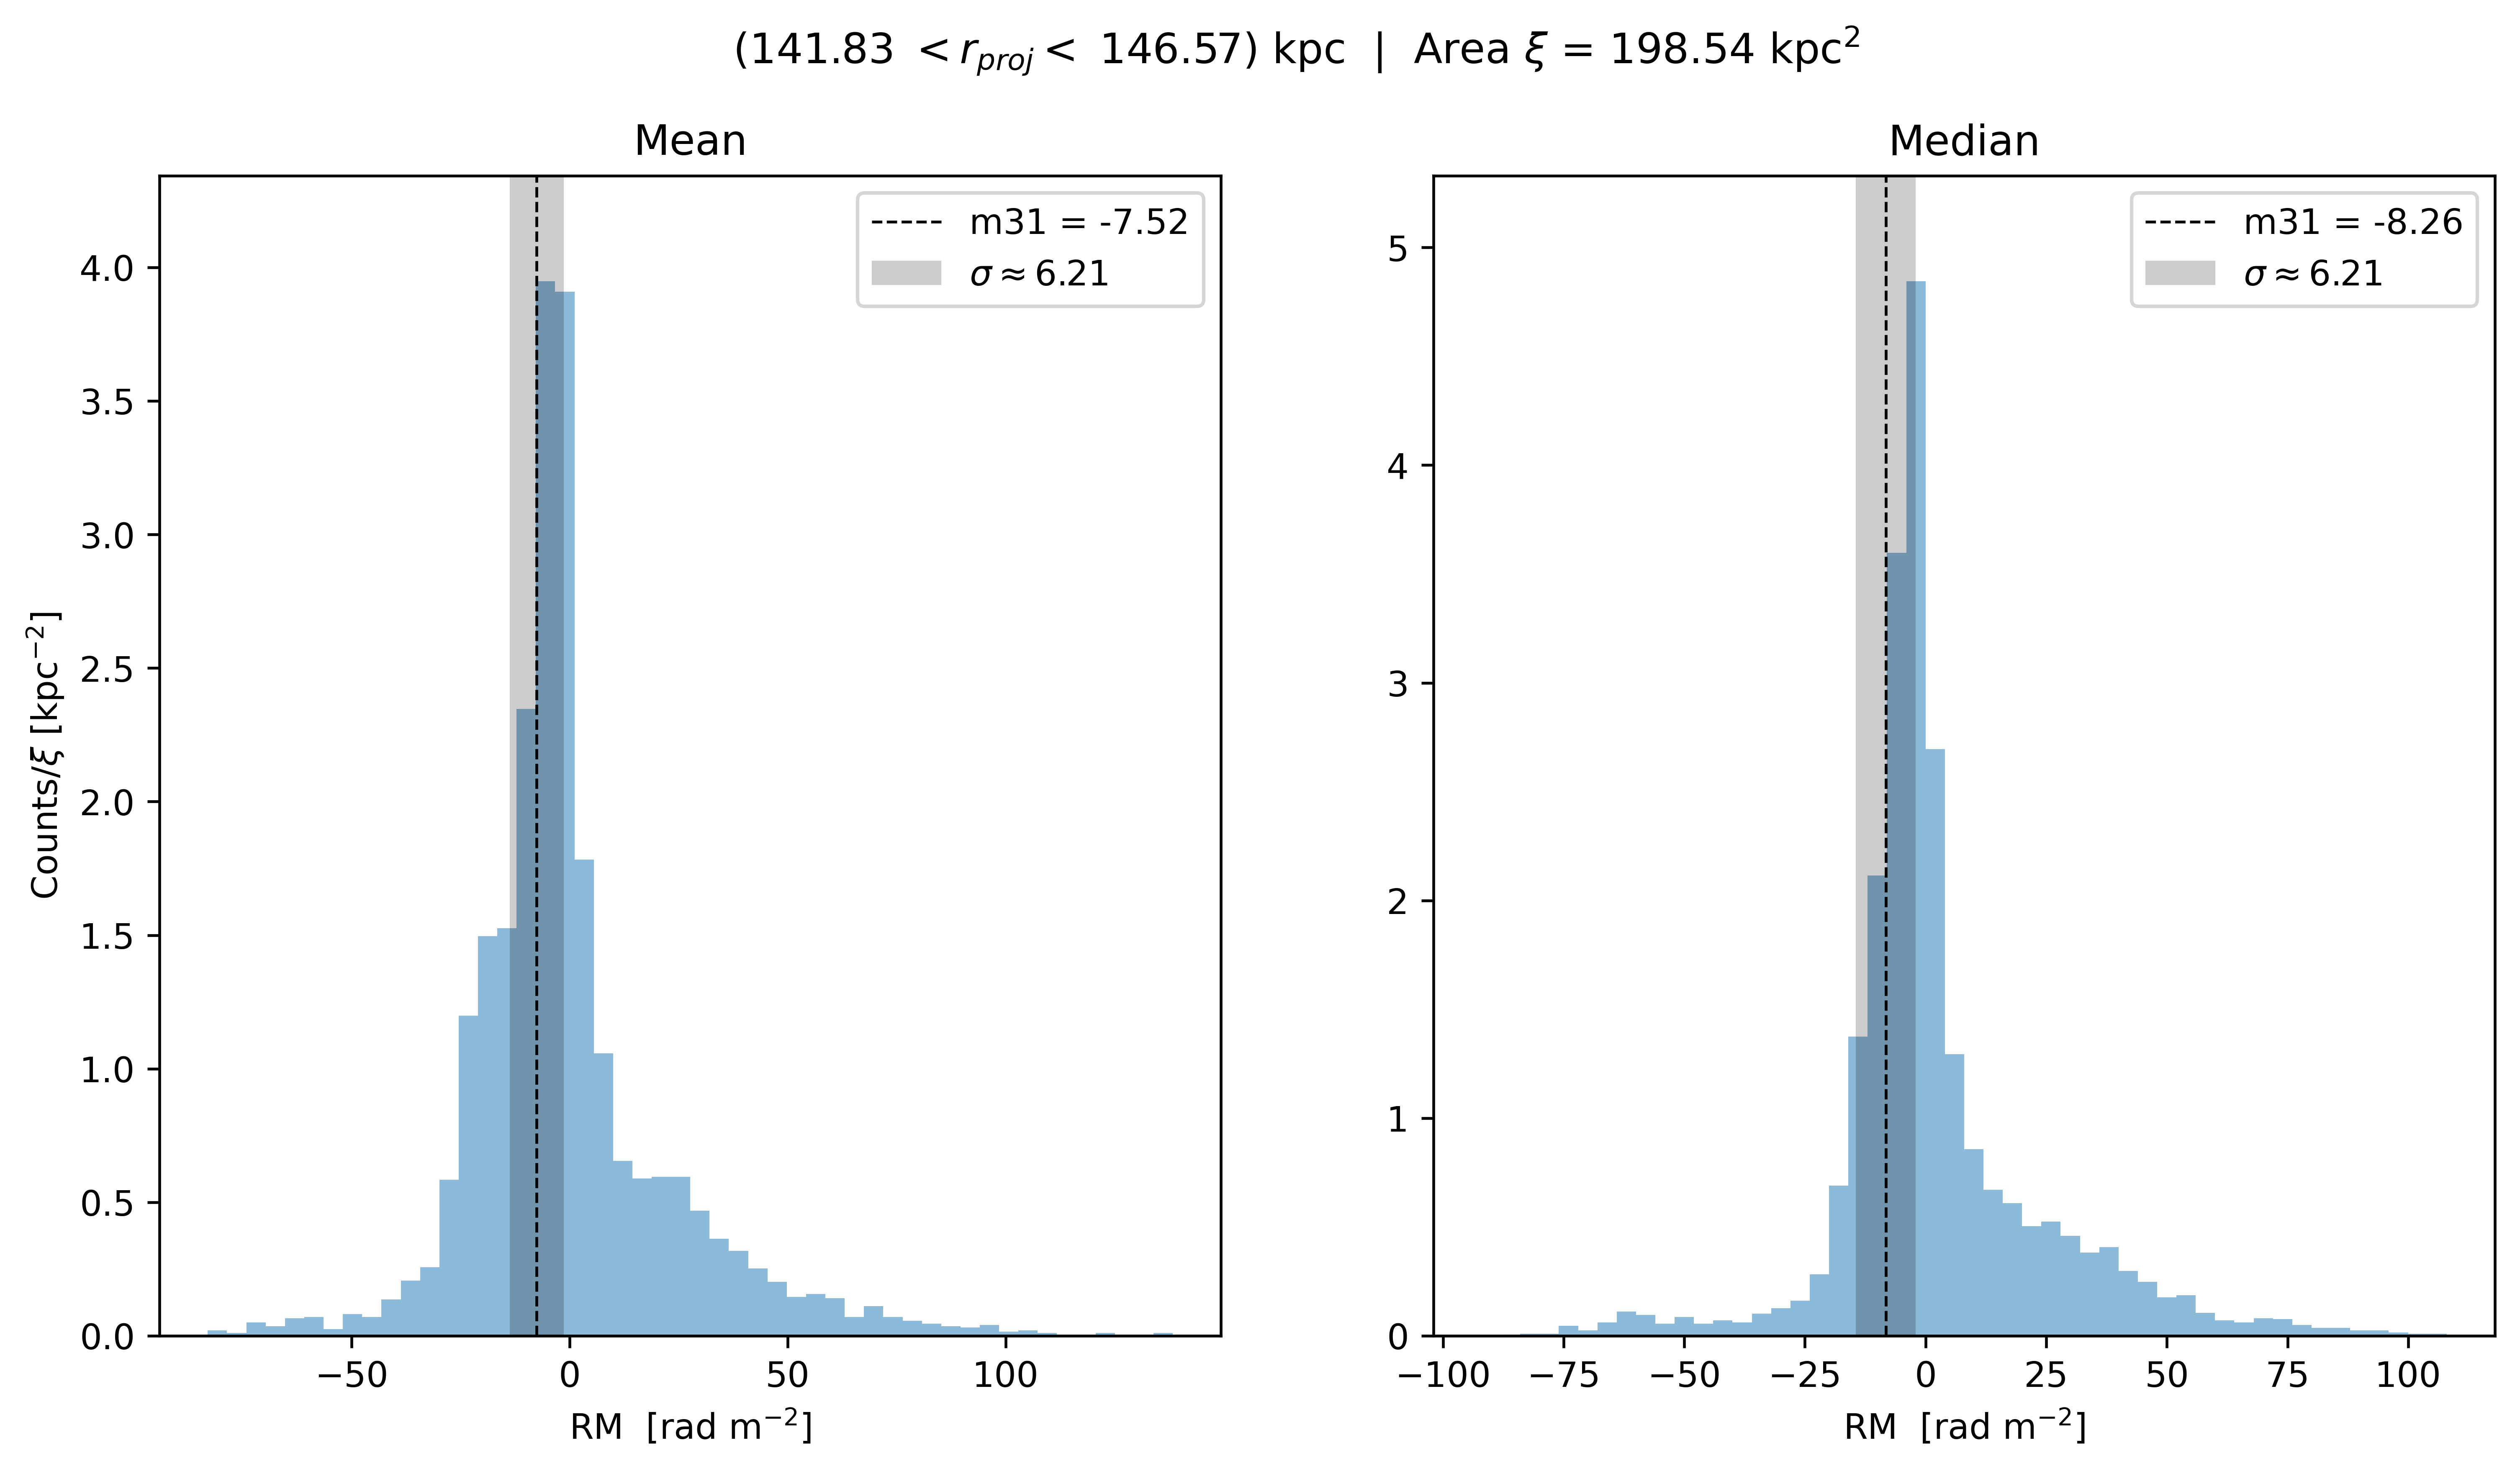 (141.83 < r_proj < 146.57) kpc | Area ξ = 198.54 kpc²
Mean
m31 = -7.52
σ ≈ 6.21
4.0
3.5
3.0
2.5
2.0
1.5
1.0
0.5
0.0
Counts/ξ [kpc⁻²]
−50 0 50 100
RM [rad m⁻²]
Median
m31 = -8.26
σ ≈ 6.21
5
4
3
2
1
0
−100 −75 −50 −25 0 25 50 75 100
RM [rad m⁻²]